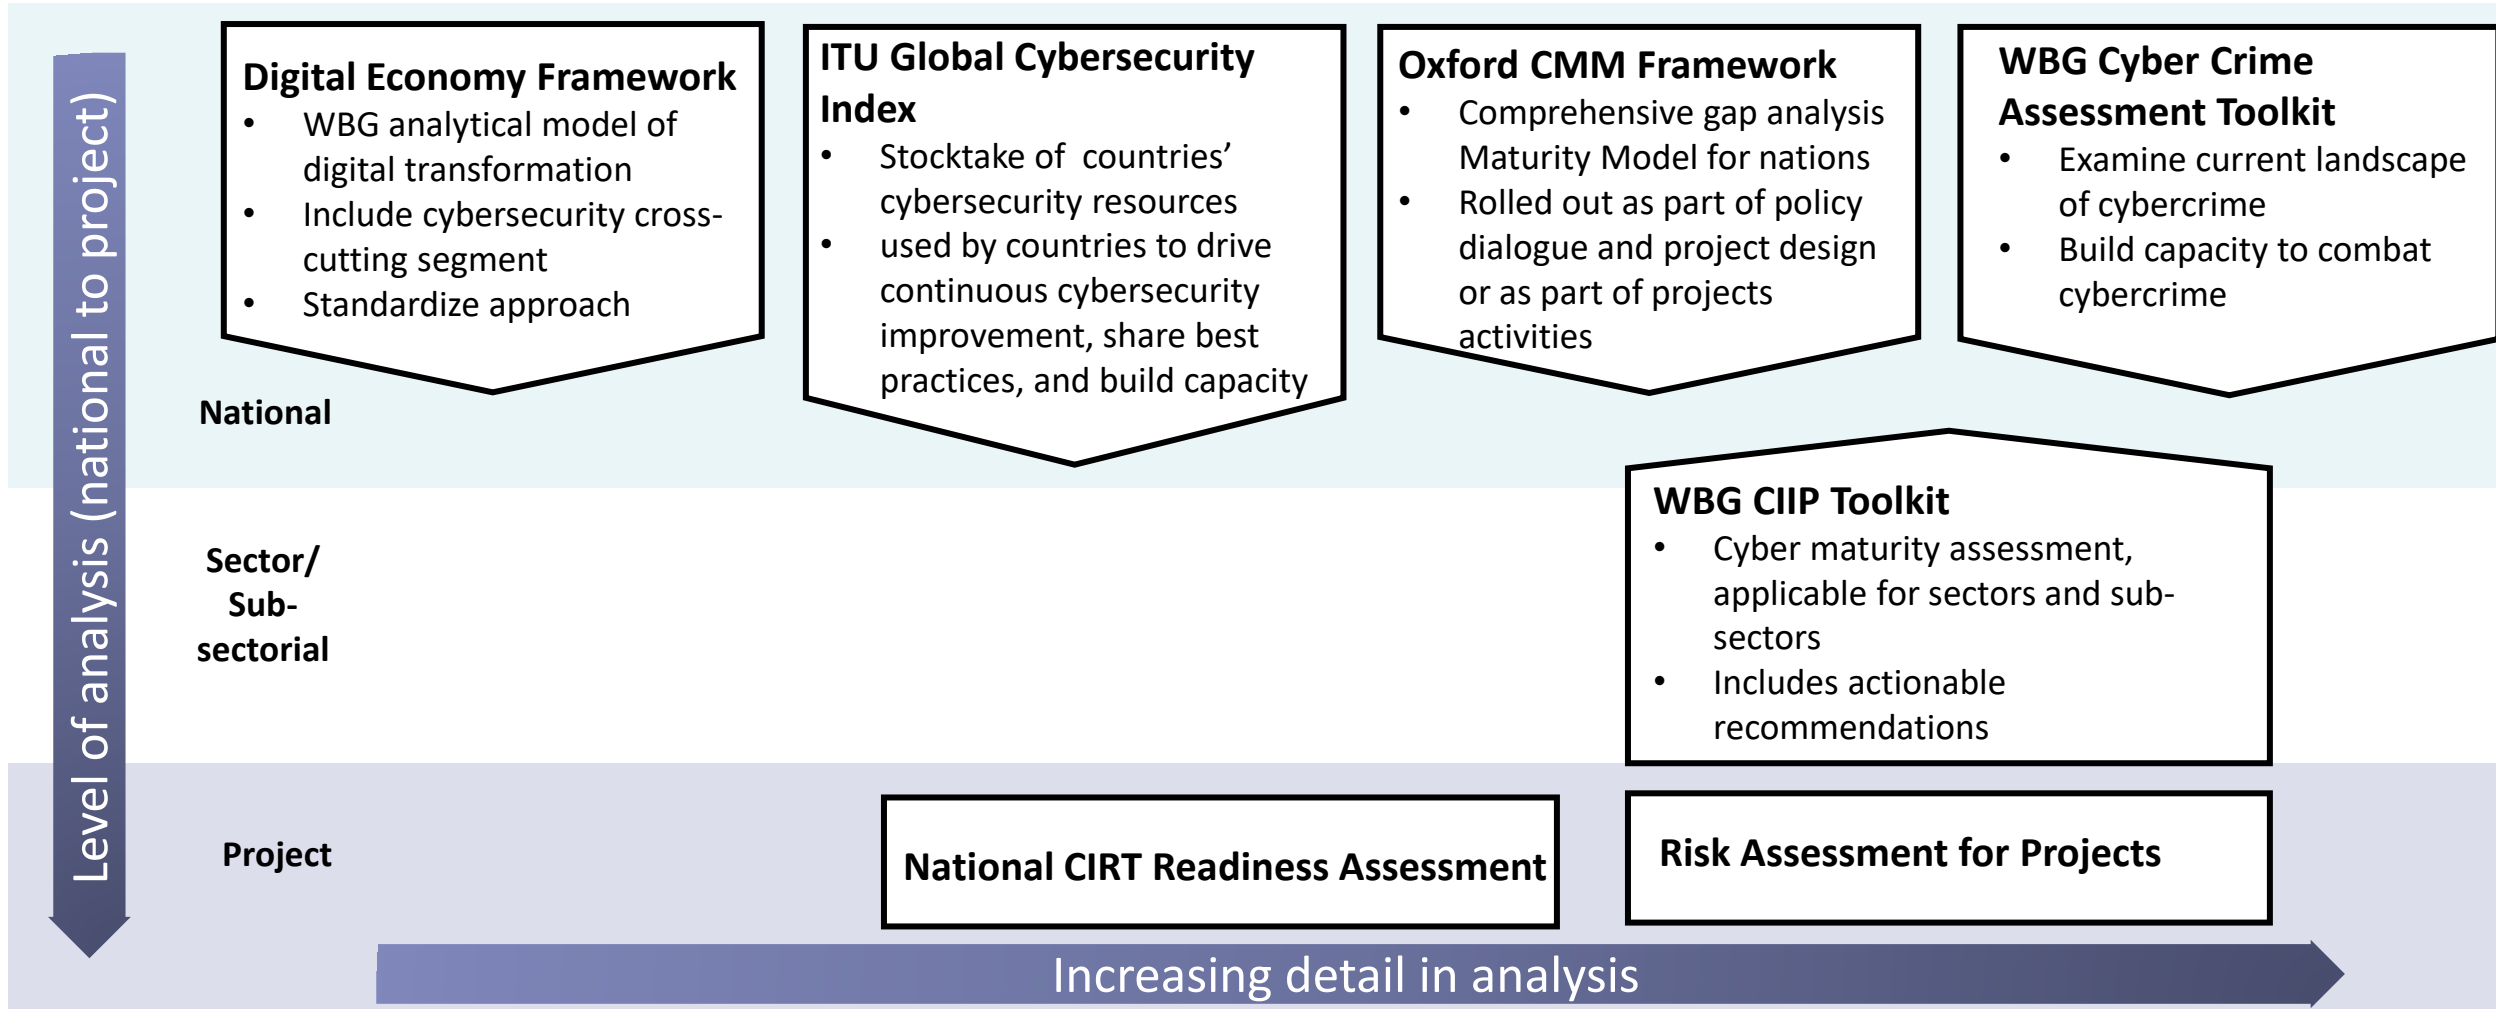 Level of analysis (national to project)
Digital Economy Framework
• WBG analytical model of
digital transformation
• Include cybersecurity cross-
cutting segment
• Standardize approach
ITU Global Cybersecurity
Index
• Stocktake of countries’
cybersecurity resources
• used by countries to drive
continuous cybersecurity
improvement, share best
practices, and build capacity
Oxford CMM Framework
• Comprehensive gap analysis
Maturity Model for nations
• Rolled out as part of policy
dialogue and project design
or as part of projects
activities
WBG Cyber Crime
Assessment Toolkit
• Examine current landscape
of cybercrime
• Build capacity to combat
cybercrime
National
Sector/
Sub-
sectorial
WBG CIIP Toolkit
• Cyber maturity assessment,
applicable for sectors and sub-
sectors
• Includes actionable
recommendations
Project
National CIRT Readiness Assessment
Risk Assessment for Projects
Increasing detail in analysis